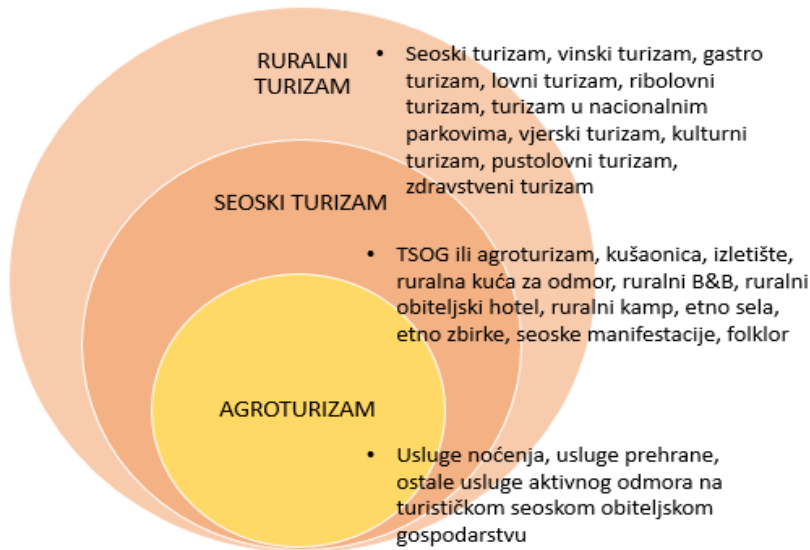 RURALNI
TURIZAM
• Seoski turizam, vinski turizam, gastro
turizam, lovni turizam, ribolovni
turizam, turizam u nacionalnim
parkovima, vjerski turizam, kulturni
turizam, pustolovni turizam,
zdravstveni turizam
SEOSKI TURIZAM
• TSOG ili agroturizam, kušaonica, izletište,
ruralna kuća za odmor, ruralni B&B, ruralni
obiteljski hotel, ruralni kamp, etno sela,
etno zbirke, seoske manifestacije, folklor
AGROTURIZAM
• Usluge noćenja, usluge prehrane,
ostale usluge aktivnog odmora na
turističkom seoskom obiteljskom
gospodarstvu